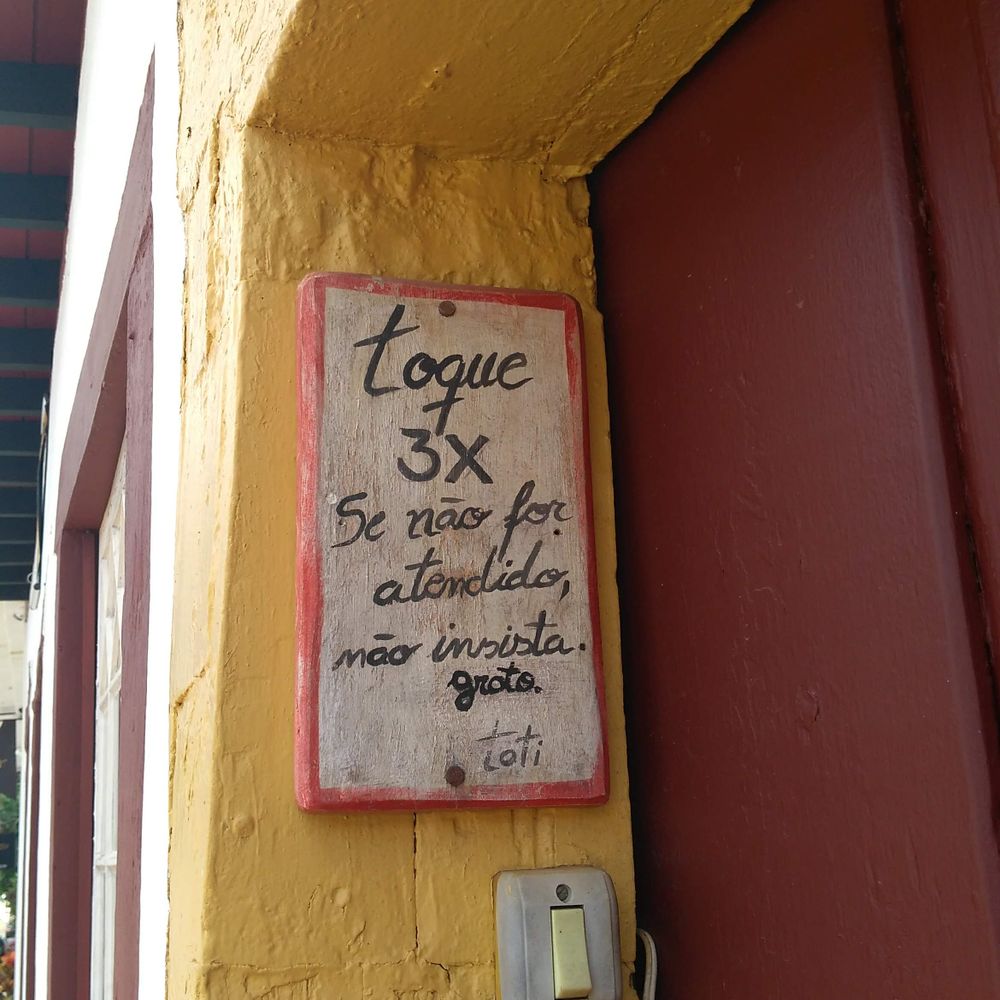 toque
3X
Se não for
atendido,
não insista.
grato.
toti